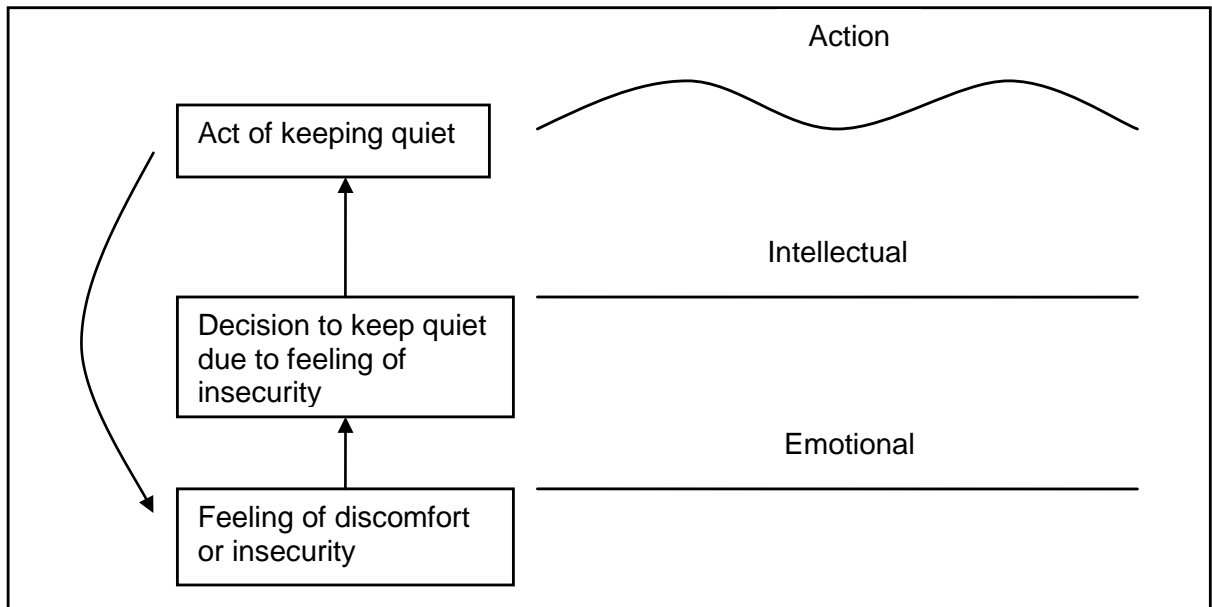 Action
Act of keeping quiet
Intellectual
Decision to keep quiet
due to feeling of
insecurity
Emotional
Feeling of discomfort
or insecurity